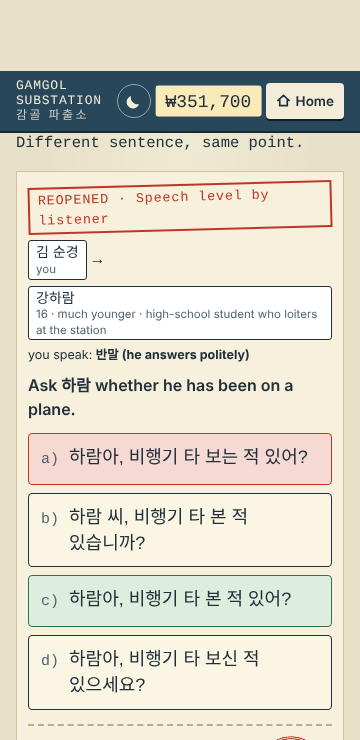 GAMGOL
SUBSTATION
감골 파출소
₩351,700
Home
Different sentence, same point.
REOPENED · Speech level by
listener
김 순경
you
→
강하람
16 · much younger · high-school student who loiters
at the station
you speak: 반말 (he answers politely)
Ask 하람 whether he has been on a
plane.
a) 하람아, 비행기 타 보는 적 있어?
b) 하람 씨, 비행기 타 본 적
있습니까?
c) 하람아, 비행기 타 본 적 있어?
d) 하람아, 비행기 타 보신 적
있으세요?